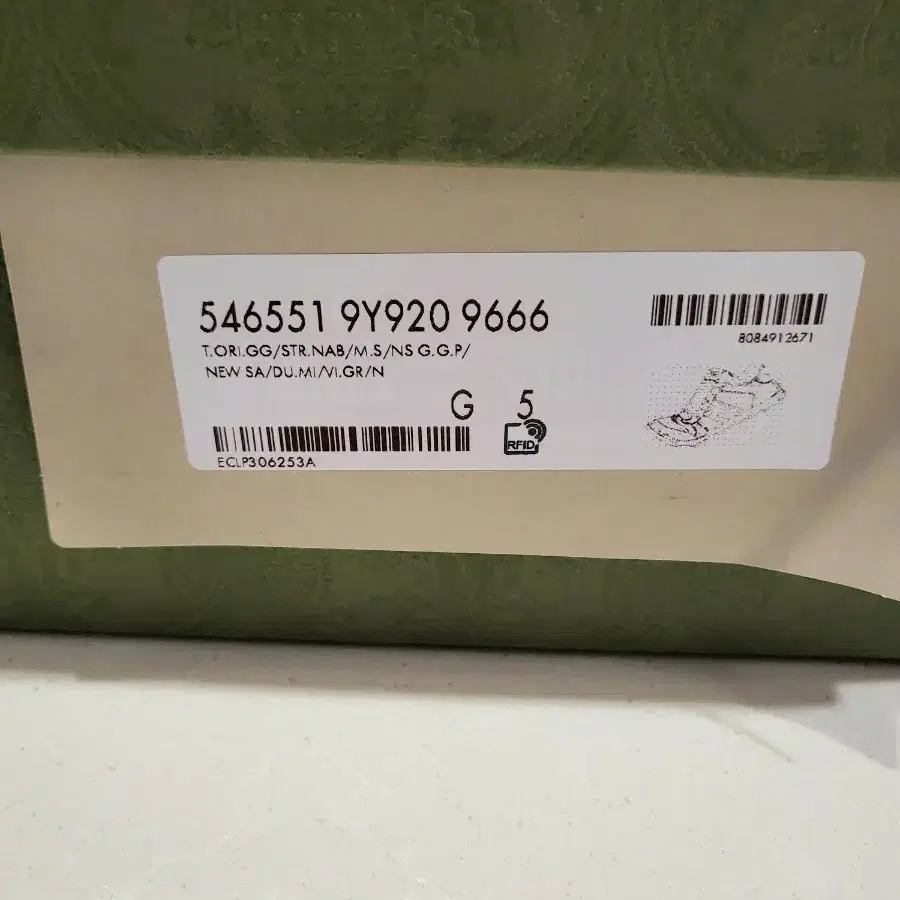 546551 9Y920 9666
8084912671
T.ORI.GG/STR.NAB/M.S/NS G.G.P/
NEW SA/DU.MI/VI.GR/N
G 5
RFID
ECLP306253A